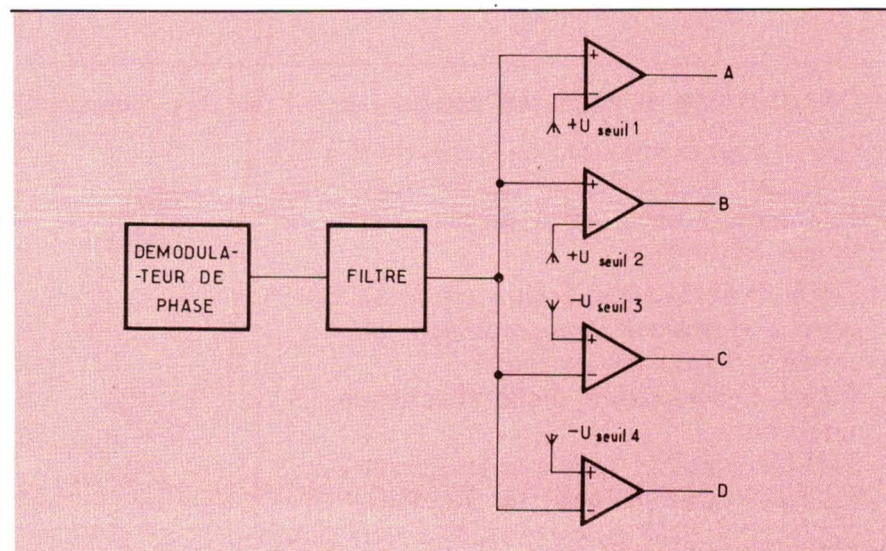 +
−
A
+U seuil 1
+
−
B
+U seuil 2
DEMODULA-
-TEUR DE
PHASE
FILTRE
−U seuil 3
+
−
C
−U seuil 4
+
−
D